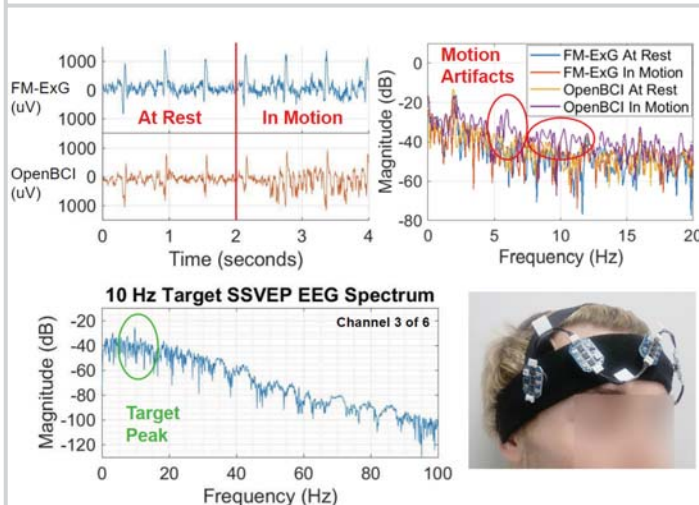 1000
FM-ExG
(uV)
0
1000
At Rest
In Motion
1000
OpenBCI
(uV)
0
1000
0
1
2
3
4
Time (seconds)
Motion
Artifacts
FM-ExG At Rest
FM-ExG In Motion
OpenBCI At Rest
OpenBCI In Motion
Magnitude (dB)
0
-20
-40
-60
-80
0
5
10
15
20
Frequency (Hz)
10 Hz Target SSVEP EEG Spectrum
Channel 3 of 6
Magnitude (dB)
-20
-40
-60
-80
-100
-120
Target
Peak
0
20
40
60
80
100
Frequency (Hz)